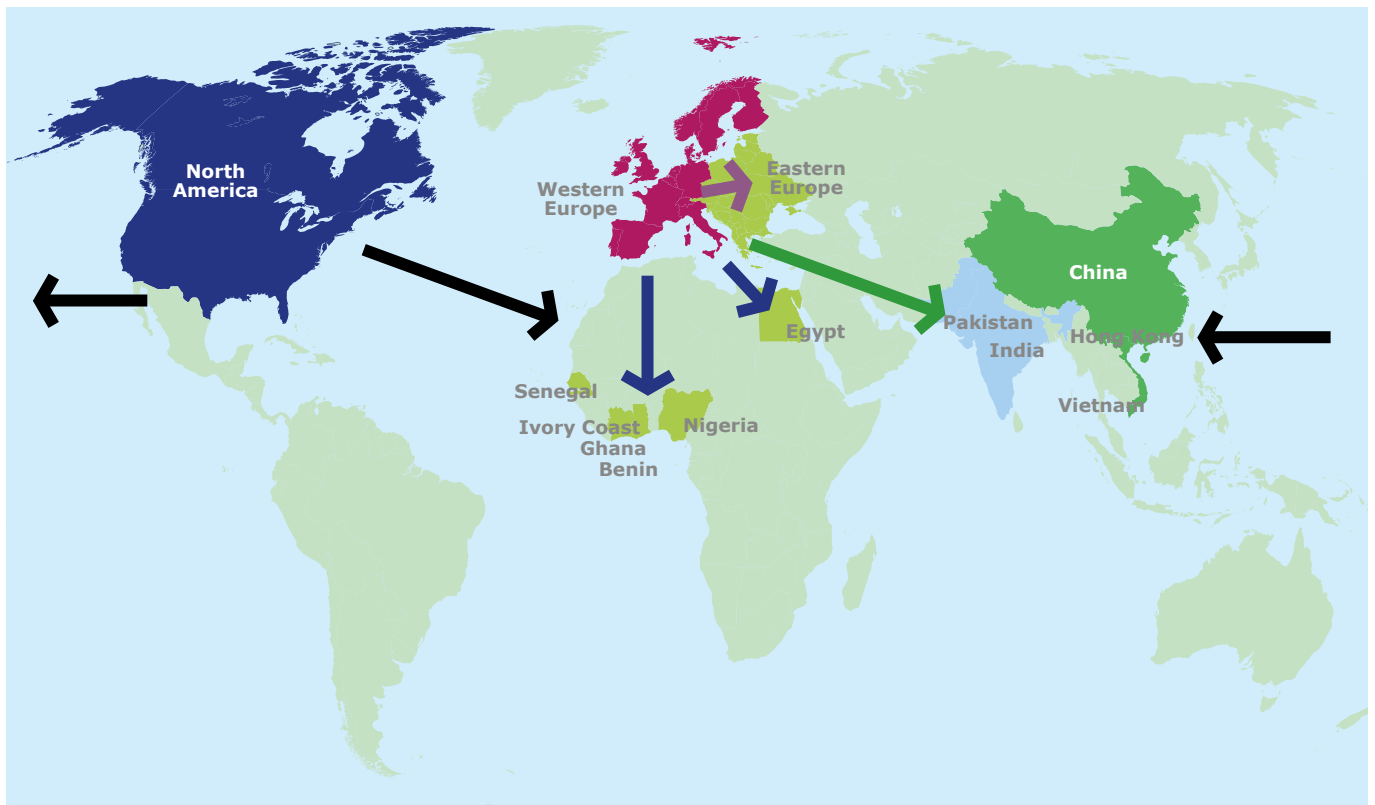 North
America
Western
Europe
Eastern
Europe
China
Pakistan
Hong Kong
India
Egypt
Senegal
Vietnam
Ivory Coast
Nigeria
Ghana
Benin